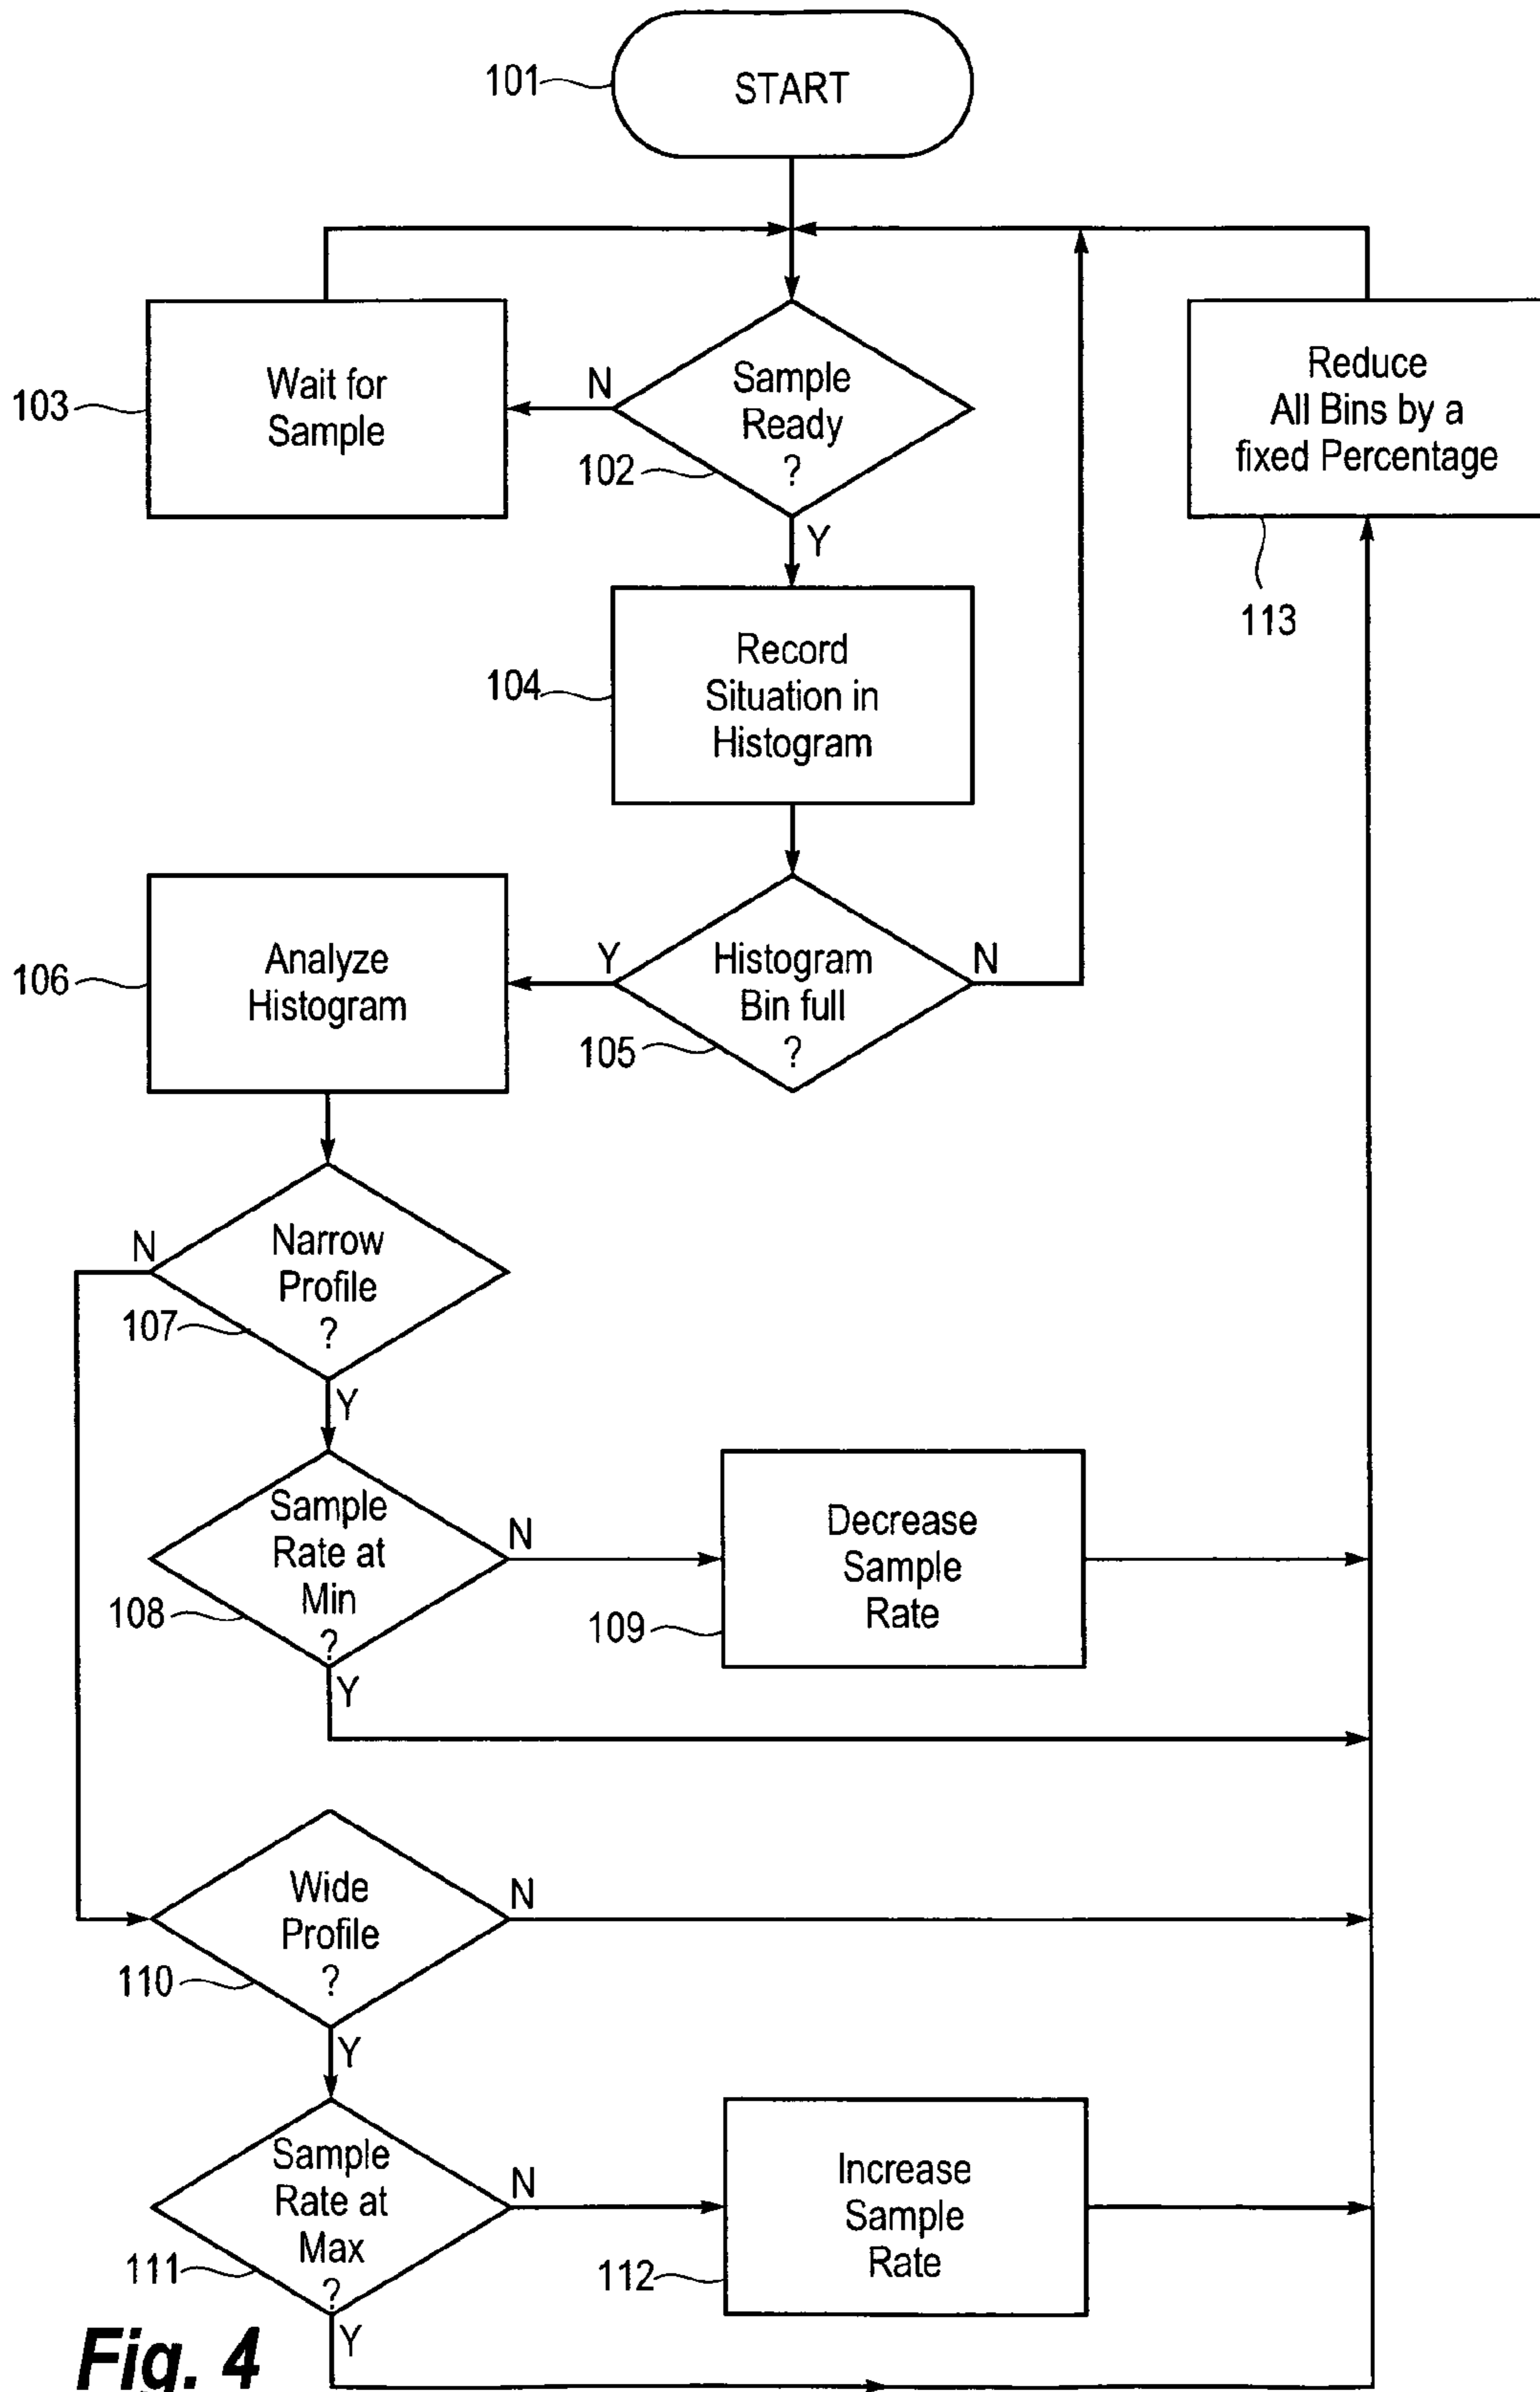 START
101
Wait for
Sample
103
N
Sample
Ready
?
102
Y
Reduce
All Bins by a
fixed Percentage
113
Record
Situation in
Histogram
104
Analyze
Histogram
106
Y
Histogram
Bin full
?
105
N
N
Narrow
Profile
?
107
Y
Sample
Rate at
Min
?
108
N
Decrease
Sample
Rate
109
Y
Wide
Profile
?
110
N
Y
Sample
Rate at
Max
?
111
N
Increase
Sample
Rate
112
Y
Fig. 4